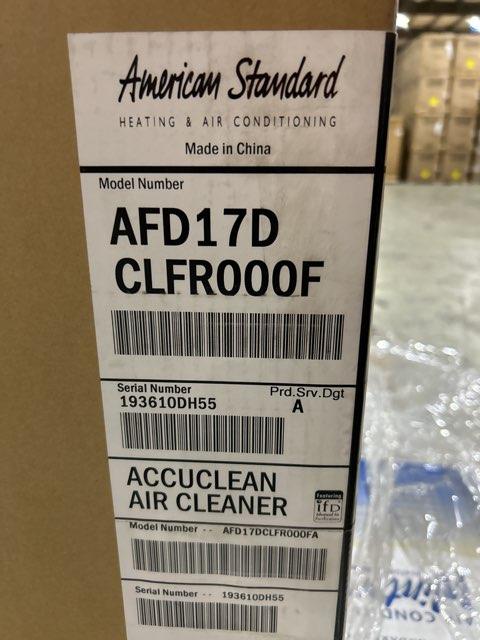 American Standard
HEATING & AIR CONDITIONING
Made in China
Model Number
AFD17D
CLFR000F
Serial Number
193610DH55
Prd.Srv.Dgt
A
ACCUCLEAN
AIR CLEANER
Featuring
ifD
Model Number -- AFD17DCLFR000FA
Serial Number -- 193610DH55
COND